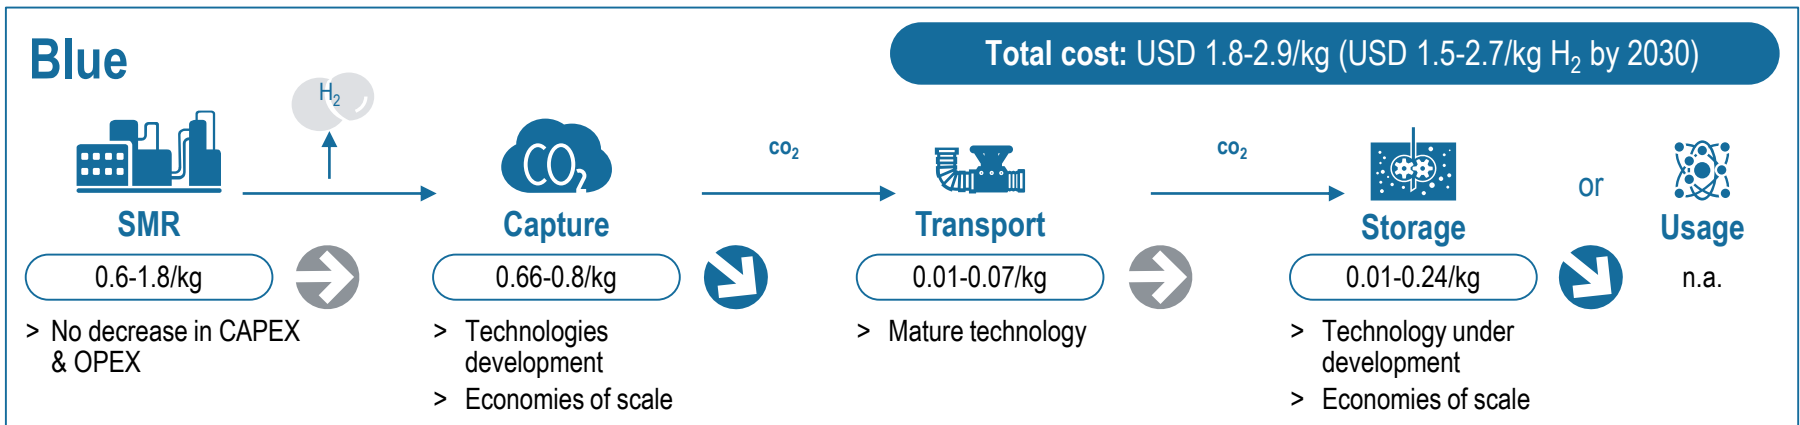 Blue
Total cost: USD 1.8-2.9/kg (USD 1.5-2.7/kg H₂ by 2030)
H₂
CO₂
co₂
co₂
or
SMR
Capture
Transport
Storage
Usage
0.6-1.8/kg
0.66-0.8/kg
0.01-0.07/kg
0.01-0.24/kg
n.a.
> No decrease in CAPEX
& OPEX
> Technologies
development
> Economies of scale
> Mature technology
> Technology under
development
> Economies of scale